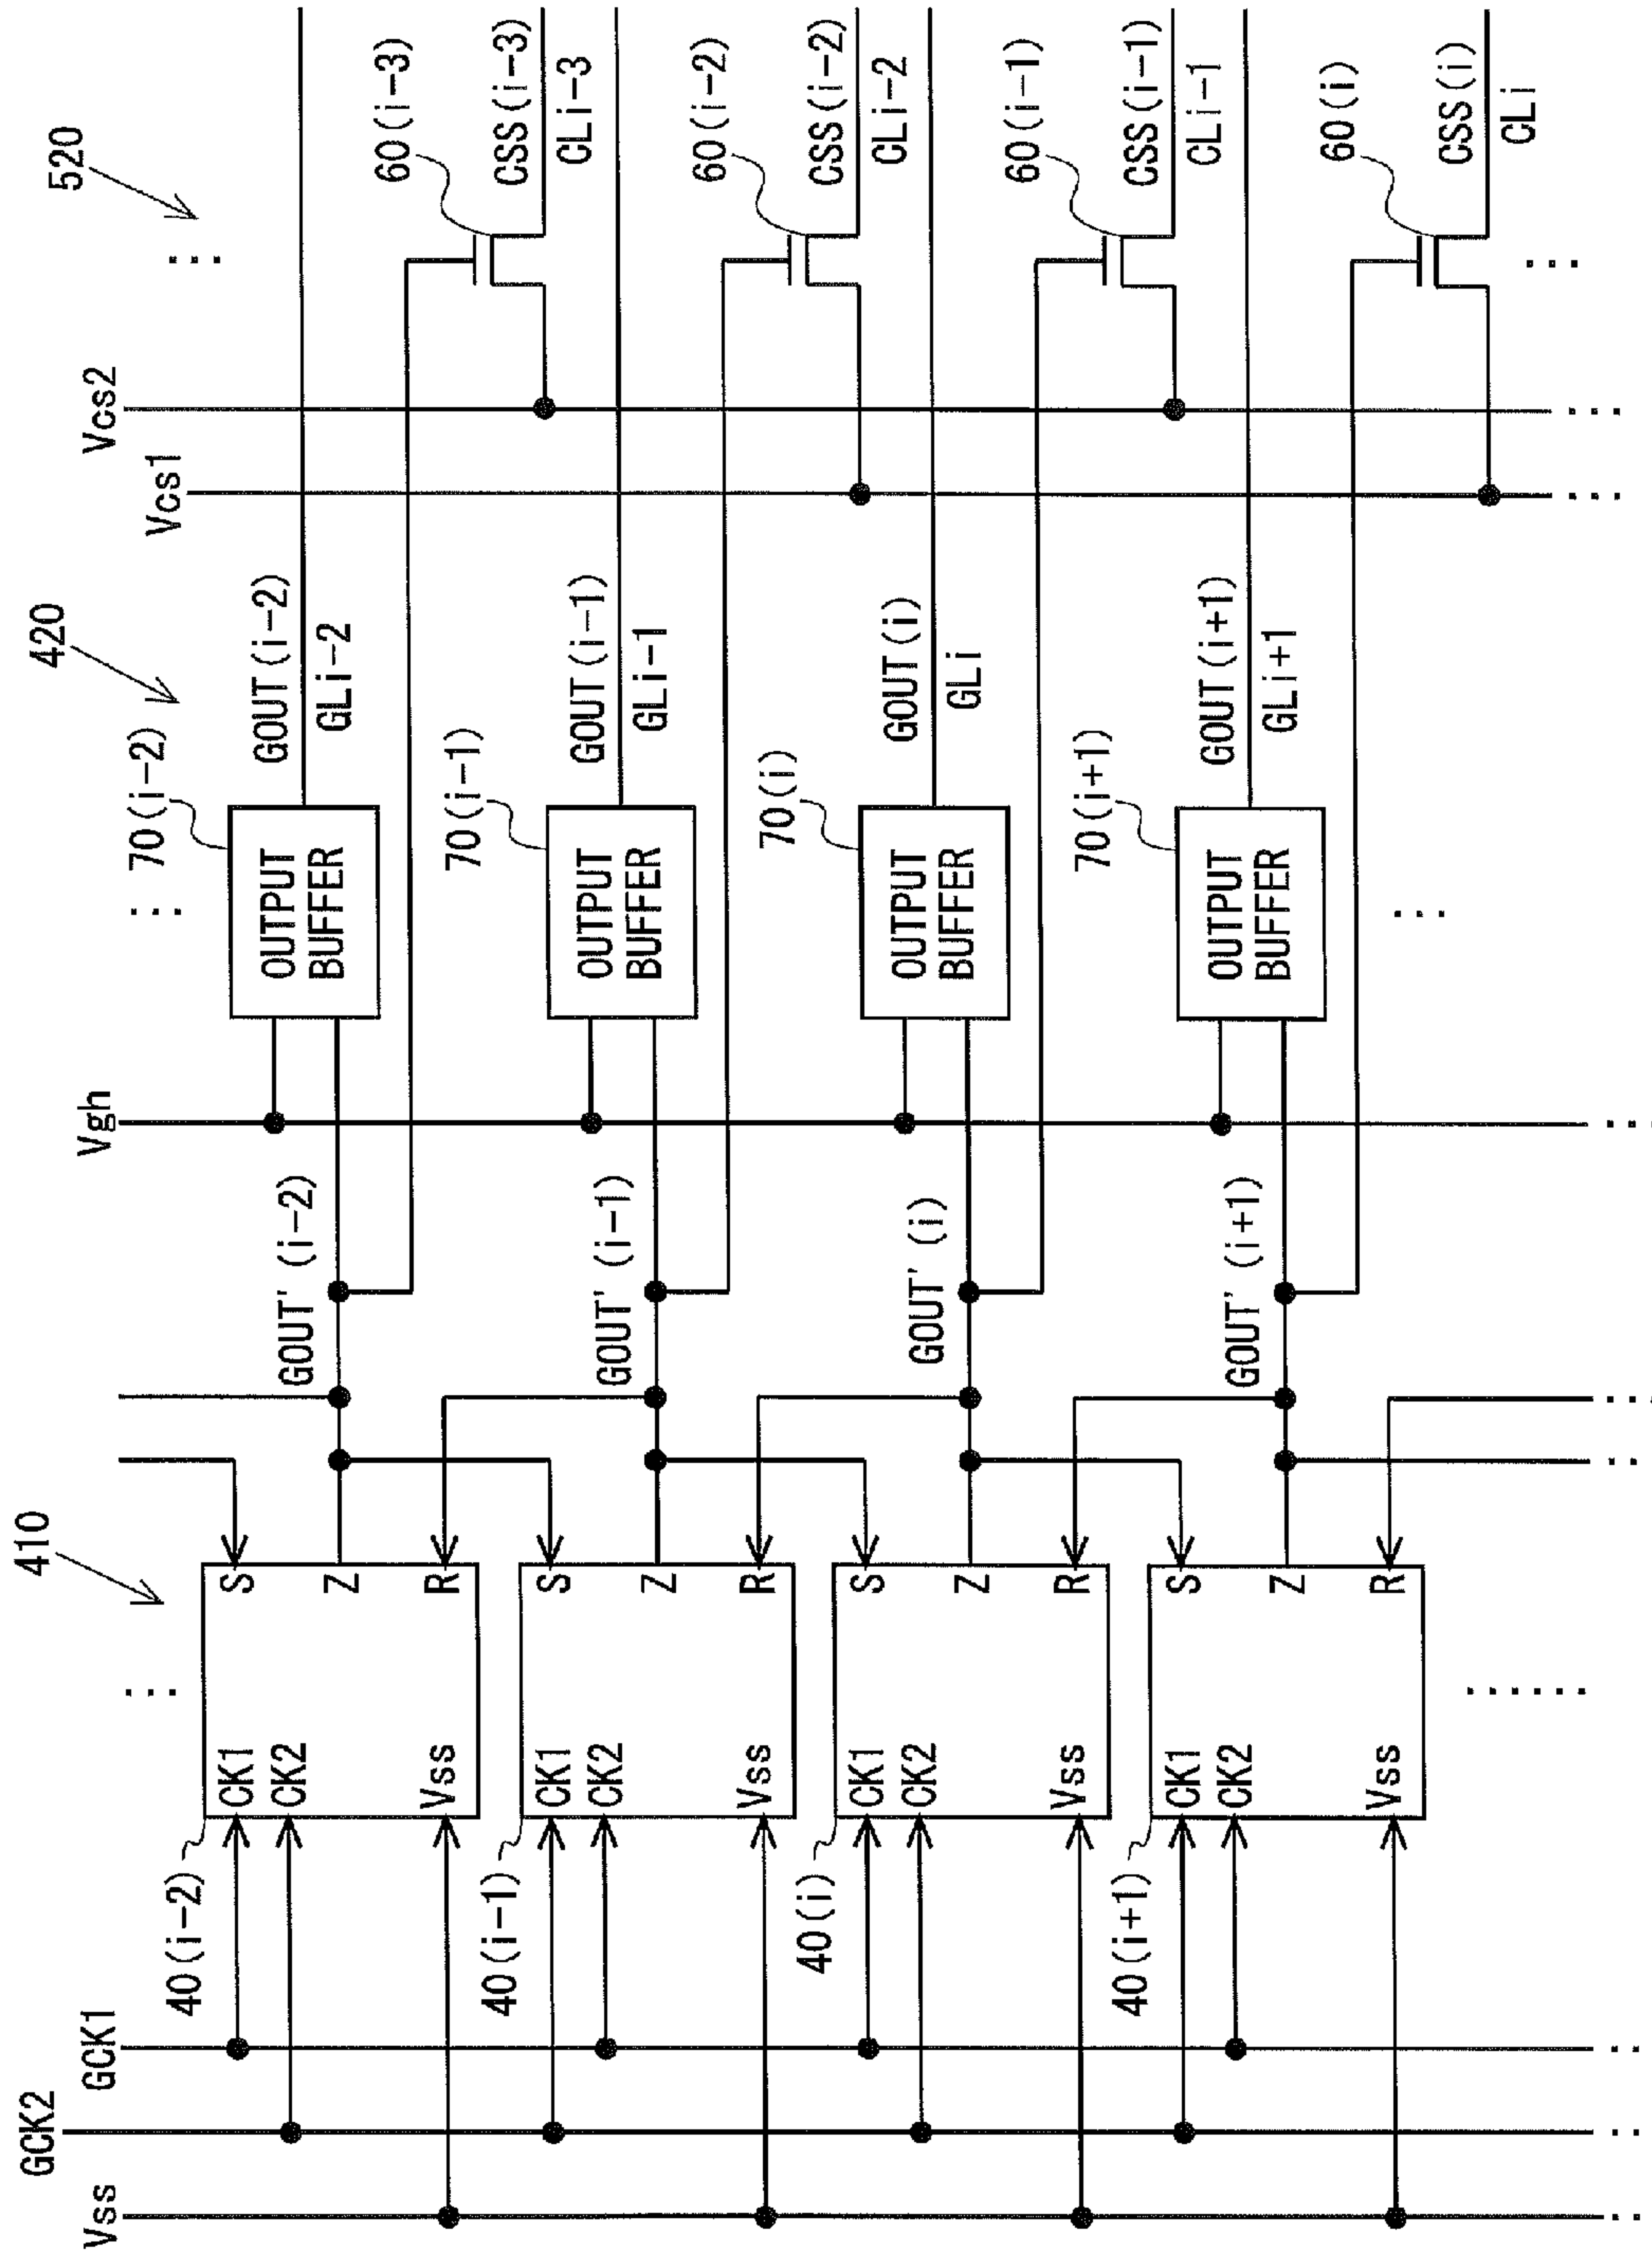 410
420
520
GCK2
GCK1
Vss
Vgh
Vcs1
Vcs2
40(i-2)
CK1
CK2
Vss
S
Z
R
GOUT'(i-2)
70(i-2)
OUTPUT
BUFFER
GOUT(i-2)
GLi-2
60(i-3)
CSS(i-3)
CLi-3
40(i-1)
CK1
CK2
Vss
S
Z
R
GOUT'(i-1)
70(i-1)
OUTPUT
BUFFER
GOUT(i-1)
GLi-1
60(i-2)
CSS(i-2)
CLi-2
40(i)
CK1
CK2
Vss
S
Z
R
GOUT'(i)
70(i)
OUTPUT
BUFFER
GOUT(i)
GLi
60(i-1)
CSS(i-1)
CLi-1
40(i+1)
CK1
CK2
Vss
S
Z
R
GOUT'(i+1)
70(i+1)
OUTPUT
BUFFER
GOUT(i+1)
GLi+1
60(i)
CSS(i)
CLi